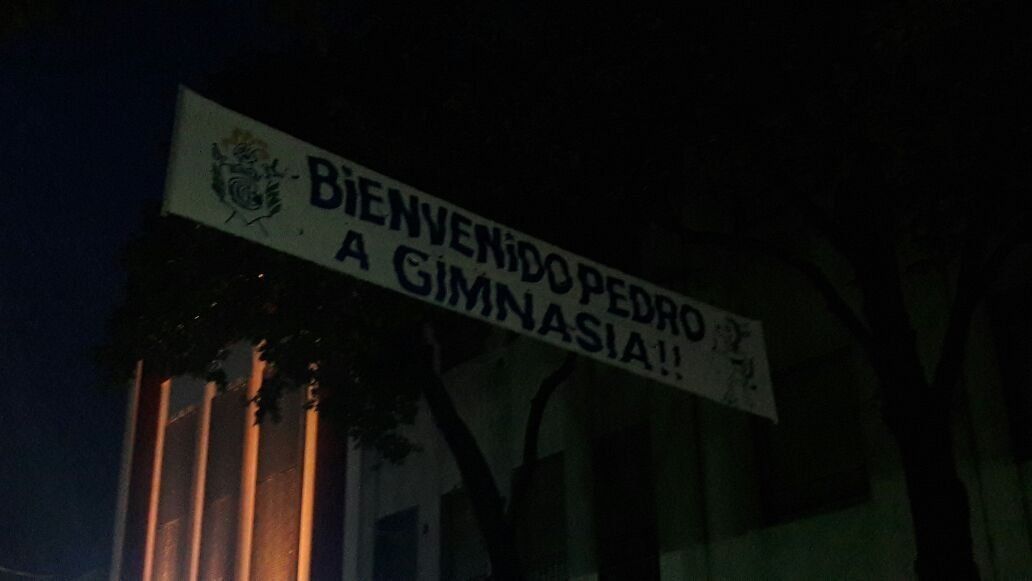 BiENVENiDO PEDRO
A GIMNASIA!!